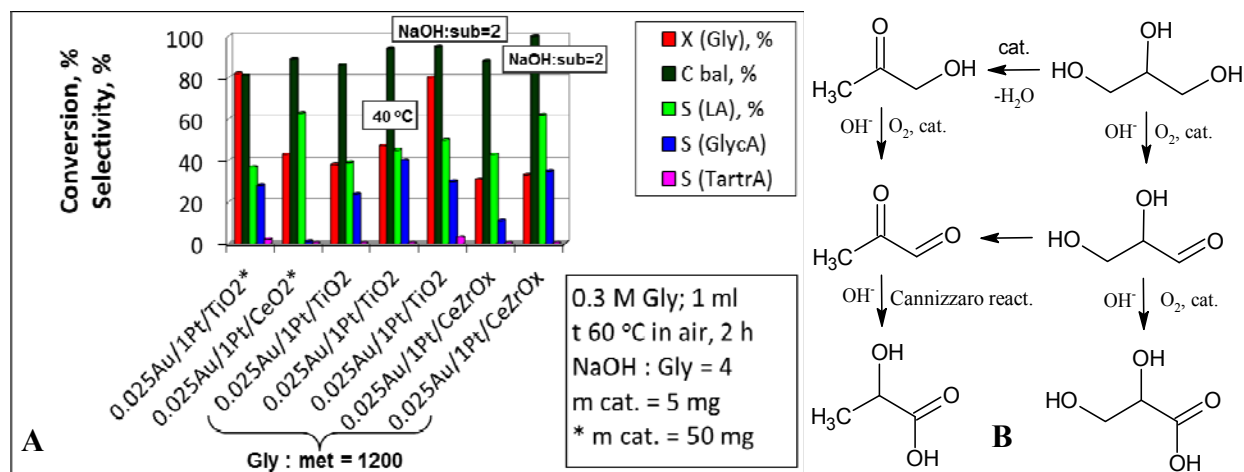 Conversion, %
Selectivity, %
100
80
60
40
20
0
NaOH:sub=2
NaOH:sub=2
40 °C
X (Gly), %
C bal, %
S (LA), %
S (GlycA)
S (TartrA)
0.025Au/1Pt/TiO2*
0.025Au/1Pt/CeO2*
0.025Au/1Pt/TiO2
0.025Au/1Pt/TiO2
0.025Au/1Pt/TiO2
0.025Au/1Pt/CeZrOx
0.025Au/1Pt/CeZrOx
Gly : met = 1200
0.3 M Gly; 1 ml
t 60 °C in air, 2 h
NaOH : Gly = 4
m cat. = 5 mg
* m cat. = 50 mg
A
O
H3C
OH
cat.
-H2O
OH
HO
OH
OH- O2, cat.
OH- O2, cat.
O
H3C
O
OH
HO
O
OH- Cannizzaro react.
OH- O2, cat.
OH
H3C
O
OH
OH
HO
O
OH
B